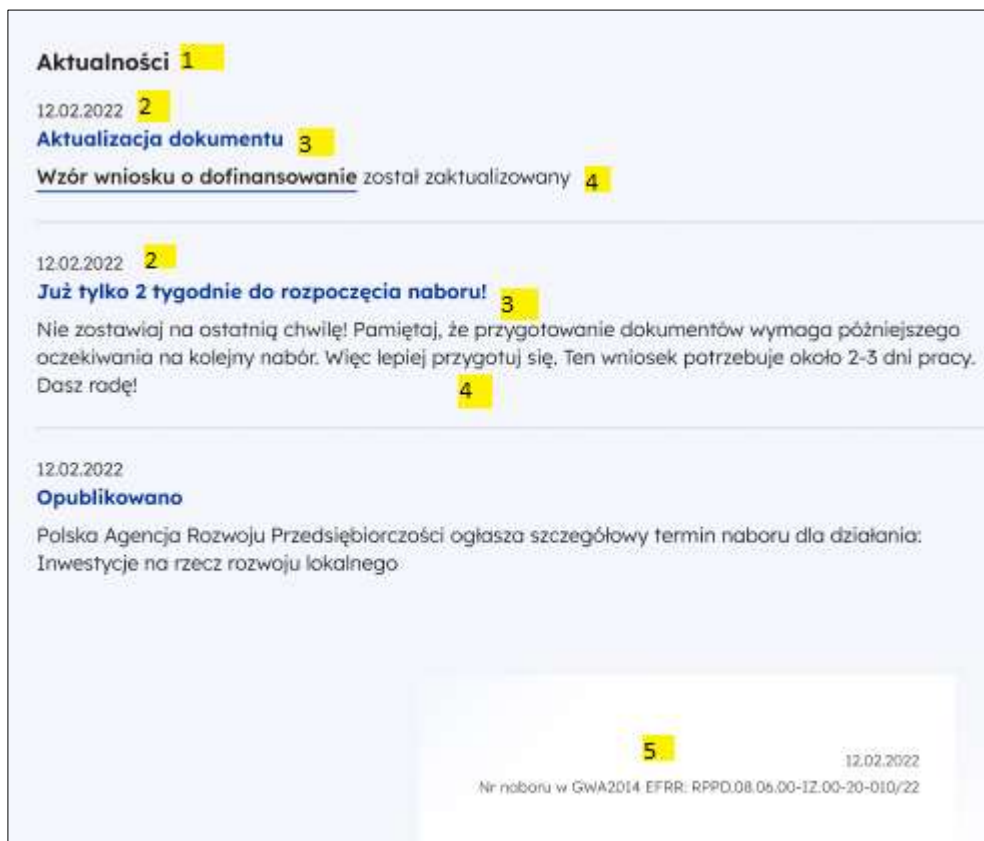 Aktualności 1
12.02.2022 2
Aktualizacja dokumentu 3
Wzór wniosku o dofinansowanie został zaktualizowany 4
12.02.2022 2
Już tylko 2 tygodnie do rozpoczęcia naboru! 3
Nie zostawiaj na ostatnią chwilę! Pamiętaj, że przygotowanie dokumentów wymaga późniejszego
oczekiwania na kolejny nabór. Więc lepiej przygotuj się. Ten wniosek potrzebuje około 2-3 dni pracy.
Dasz radę! 4
12.02.2022
Opublikowano
Polska Agencja Rozwoju Przedsiębiorczości ogłasza szczegółowy termin naboru dla działania:
Inwestycje na rzecz rozwoju lokalnego
5
12.02.2022
Nr naboru w GWA2014 EFRR: RPPD.08.06.00-IZ.00-20-010/22